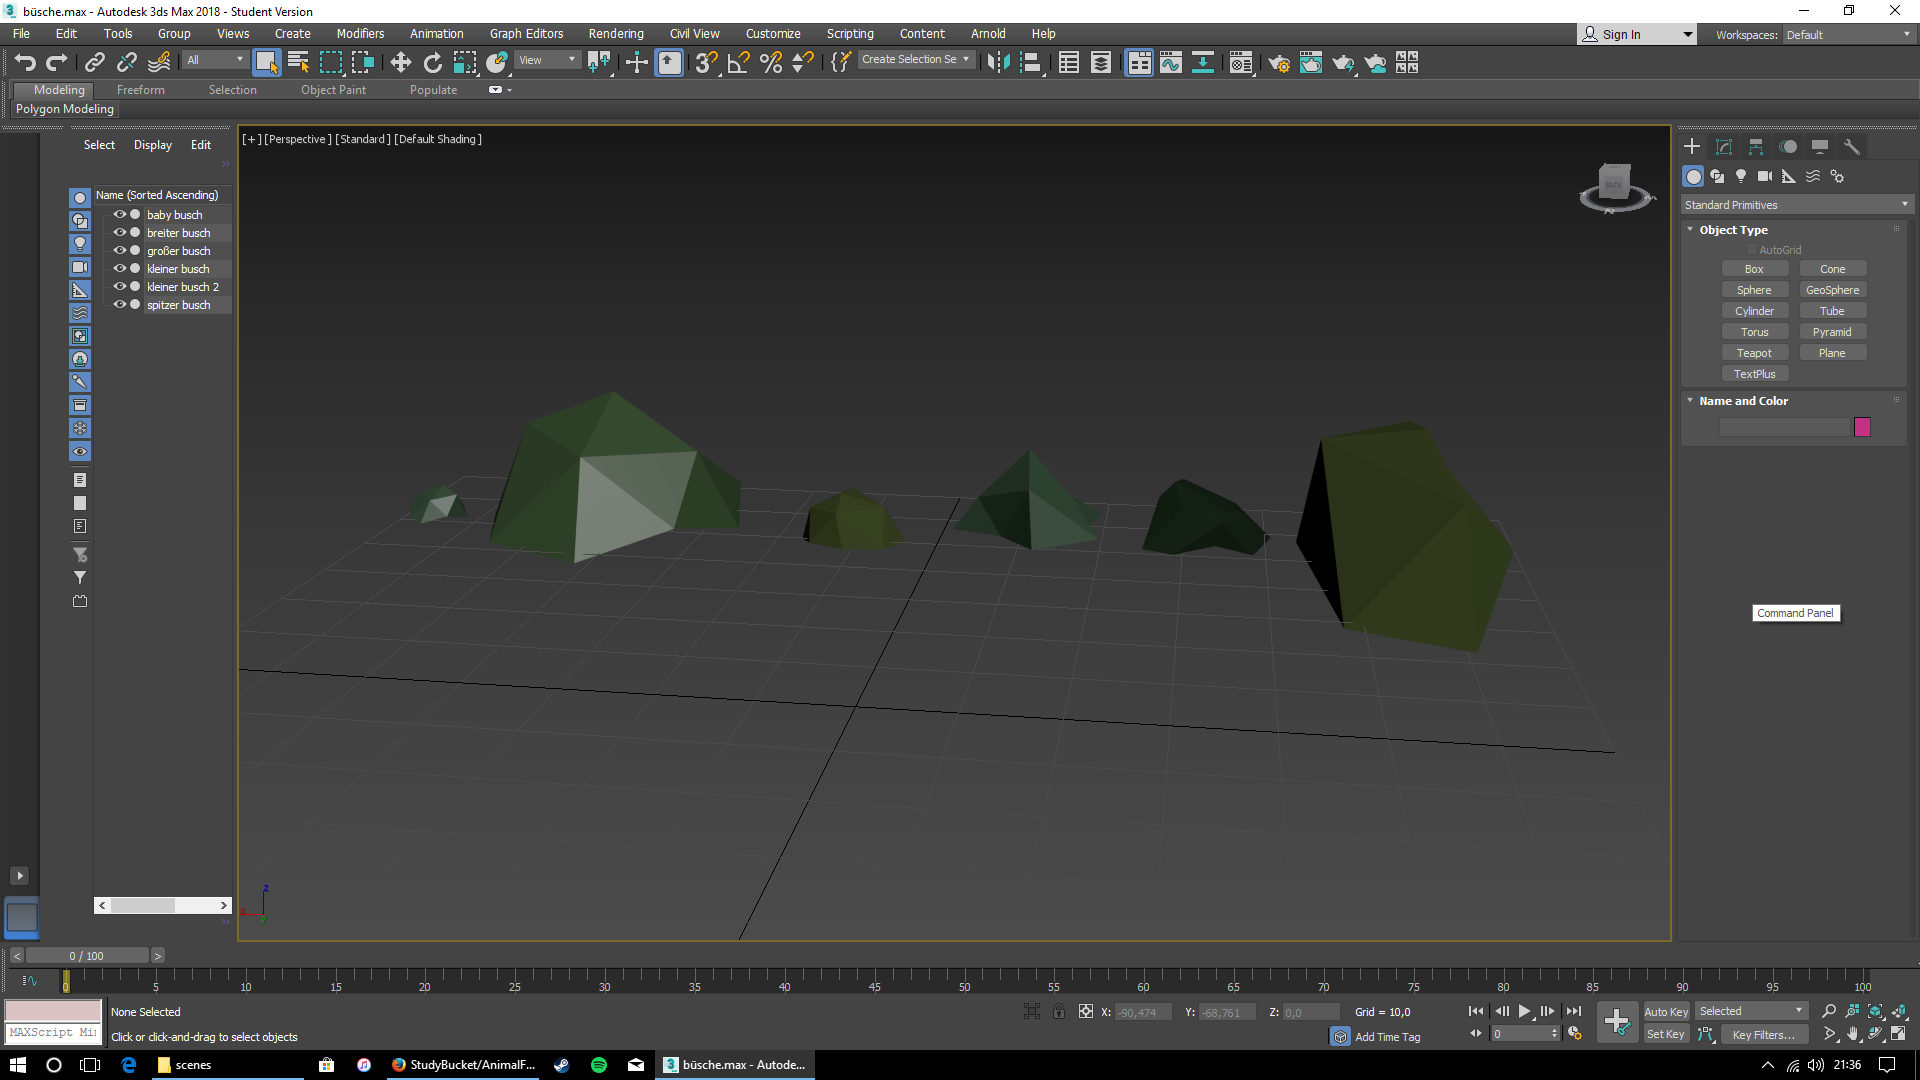 büsche.max - Autodesk 3ds Max 2018 - Student Version
File Edit Tools Group Views Create Modifiers Animation Graph Editors Rendering Civil View Customize Scripting Content Arnold Help Sign In Workspaces: Default
All View Create Selection Se
Modeling Freeform Selection Object Paint Populate
Polygon Modeling
Select Display Edit
Name (Sorted Ascending)
baby busch
breiter busch
großer busch
kleiner busch
kleiner busch 2
spitzer busch
[+] [Perspective ] [Standard ] [Default Shading ]
BACK
Standard Primitives
Object Type
AutoGrid
Box Cone
Sphere GeoSphere
Cylinder Tube
Torus Pyramid
Teapot Plane
TextPlus
Name and Color
Command Panel
z
x
y
< 0 / 100 >
0 5 10 15 20 25 30 35 40 45 50 55 60 65 70 75 80 85 90 95 100
None Selected
X: -90,474 Y: -68,761 Z: 0,0 Grid = 10,0
Auto Key Selected
MAXScript Mi
Click or click-and-drag to select objects
Add Time Tag
0
Set Key Key Filters...
scenes
StudyBucket/AnimalF...
büsche.max - Autode...
21:36